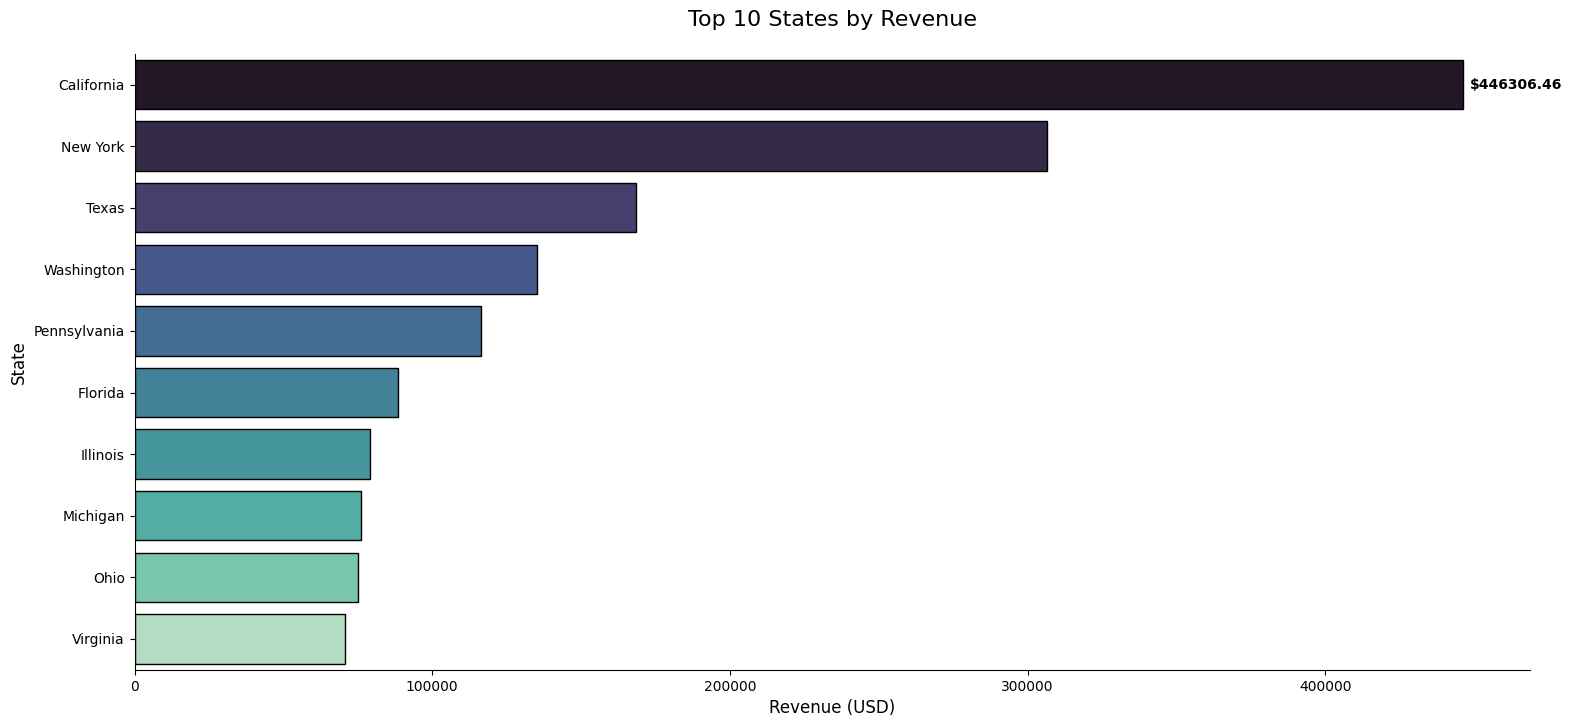 Top 10 States by Revenue
California
$446306.46
New York
Texas
Washington
Pennsylvania
State
Florida
Illinois
Michigan
Ohio
Virginia
0 100000 200000 300000 400000
Revenue (USD)